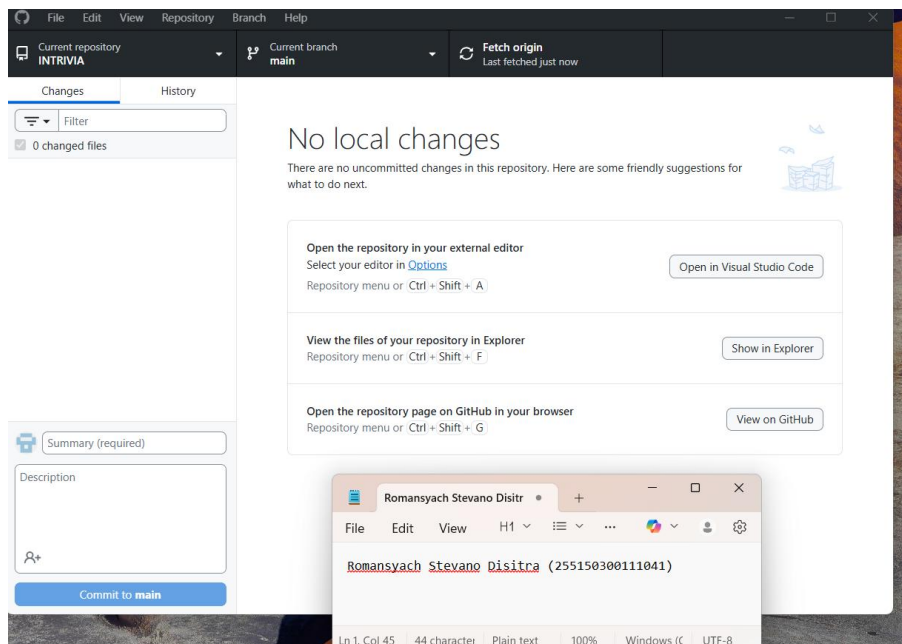 File Edit View Repository Branch Help
Current repository
INTRIVIA
Current branch
main
Fetch origin
Last fetched just now
Changes History
Filter
0 changed files
No local changes
There are no uncommitted changes in this repository. Here are some friendly suggestions for
what to do next.
Open the repository in your external editor
Select your editor in Options
Repository menu or Ctrl + Shift + A
Open in Visual Studio Code
View the files of your repository in Explorer
Repository menu or Ctrl + Shift + F
Show in Explorer
Open the repository page on GitHub in your browser
Repository menu or Ctrl + Shift + G
View on GitHub
Summary (required)
Description
Commit to main
Romansyach Stevano Disitr
File Edit View H1
Romansyach Stevano Disitra (255150300111041)
Ln 1, Col 45 44 character Plain text 100% Windows (C UTF-8